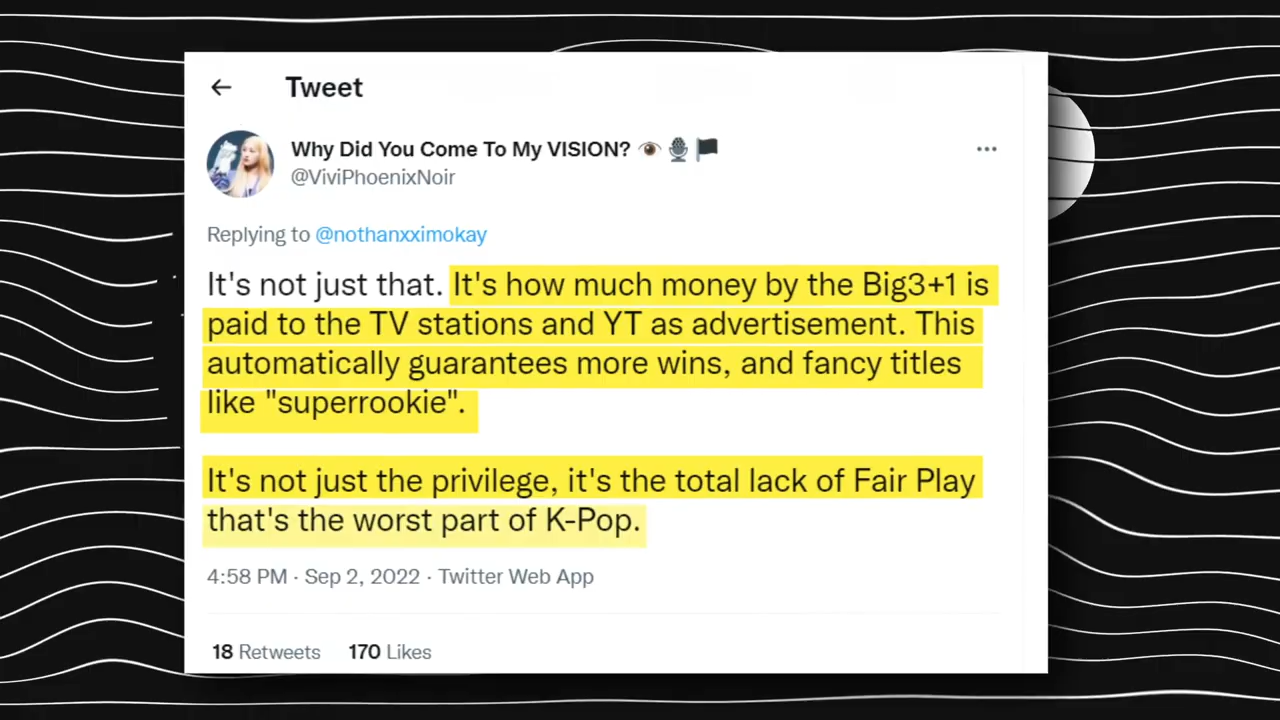 Tweet
Why Did You Come To My VISION? 👁️🎙️🏴
@ViviPhoenixNoir
Replying to @nothanxximokay
It's not just that. It's how much money by the Big3+1 is
paid to the TV stations and YT as advertisement. This
automatically guarantees more wins, and fancy titles
like "superrookie".
It's not just the privilege, it's the total lack of Fair Play
that's the worst part of K-Pop.
4:58 PM · Sep 2, 2022 · Twitter Web App
18 Retweets 170 Likes